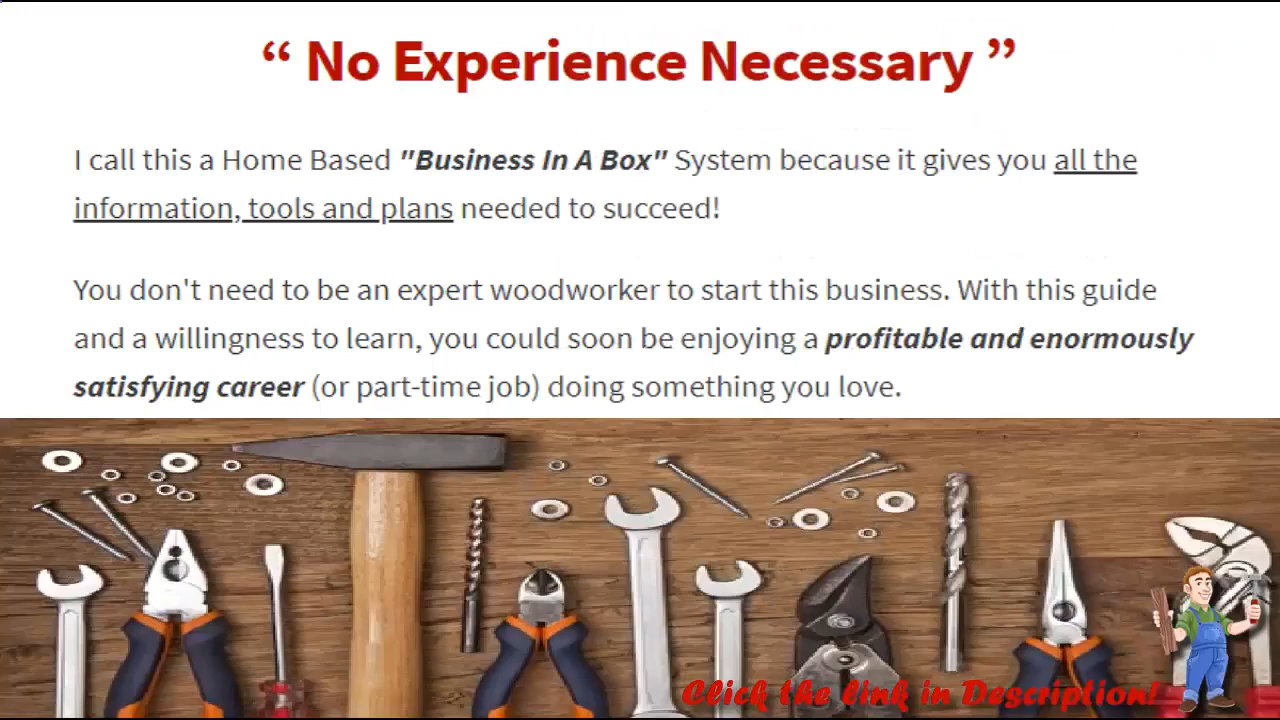 “ No Experience Necessary ”
I call this a Home Based "Business In A Box" System because it gives you all the
information, tools and plans needed to succeed!
You don't need to be an expert woodworker to start this business. With this guide
and a willingness to learn, you could soon be enjoying a profitable and enormously
satisfying career (or part-time job) doing something you love.
Click the link in Description!